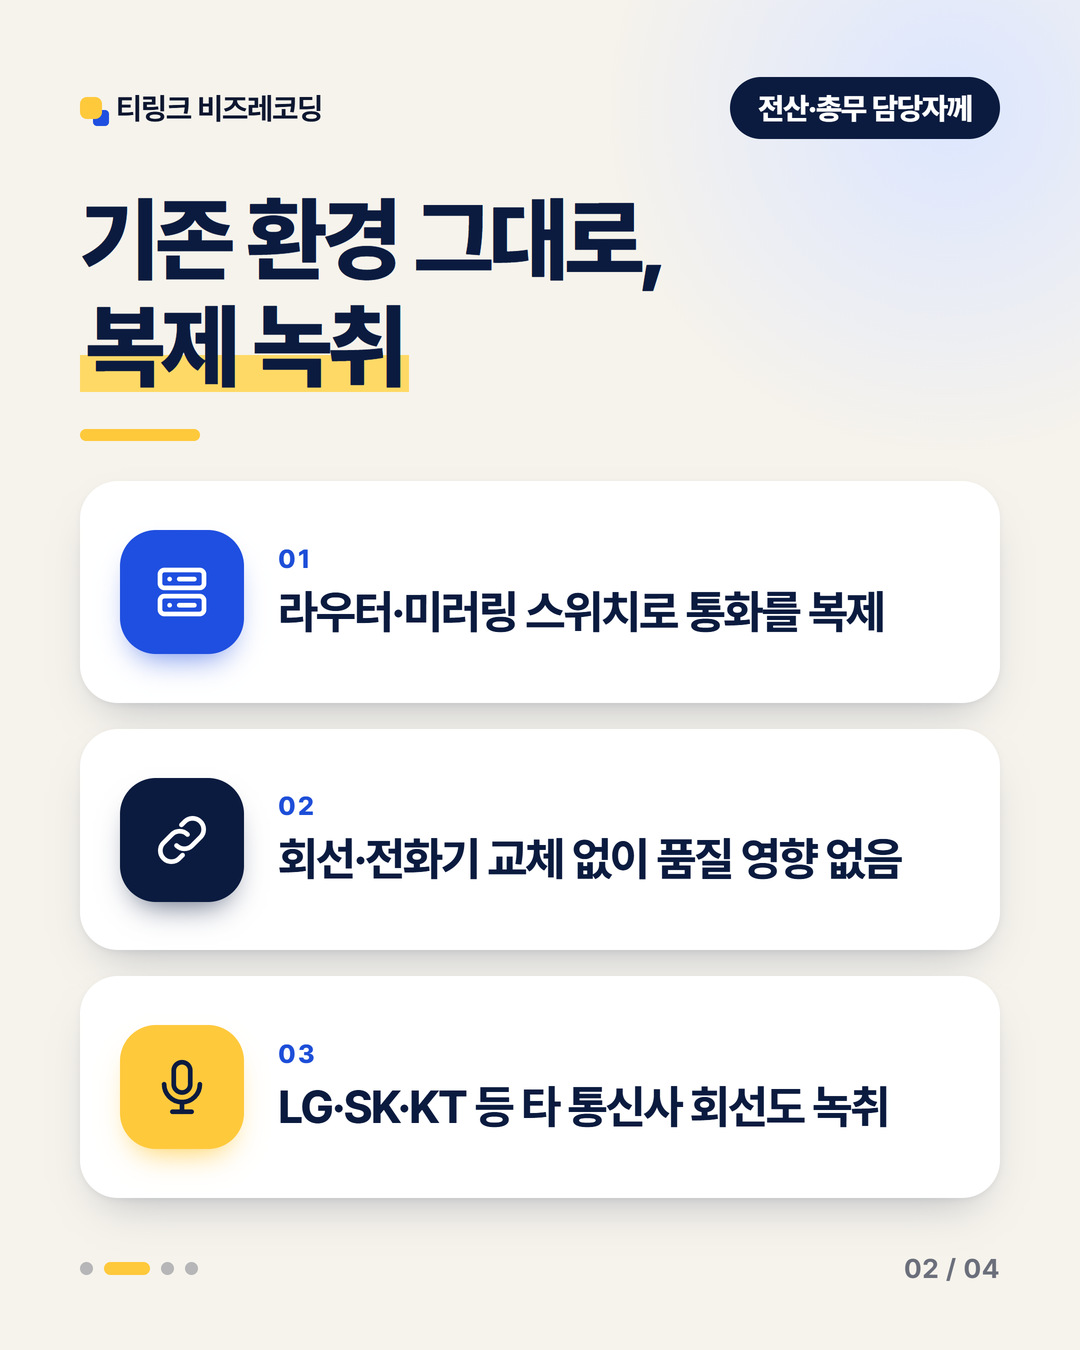 티링크 비즈레코딩
전산·총무 담당자께
기존 환경 그대로,
복제 녹취
01
라우터·미러링 스위치로 통화를 복제
02
회선·전화기 교체 없이 품질 영향 없음
03
LG·SK·KT 등 타 통신사 회선도 녹취
02 / 04